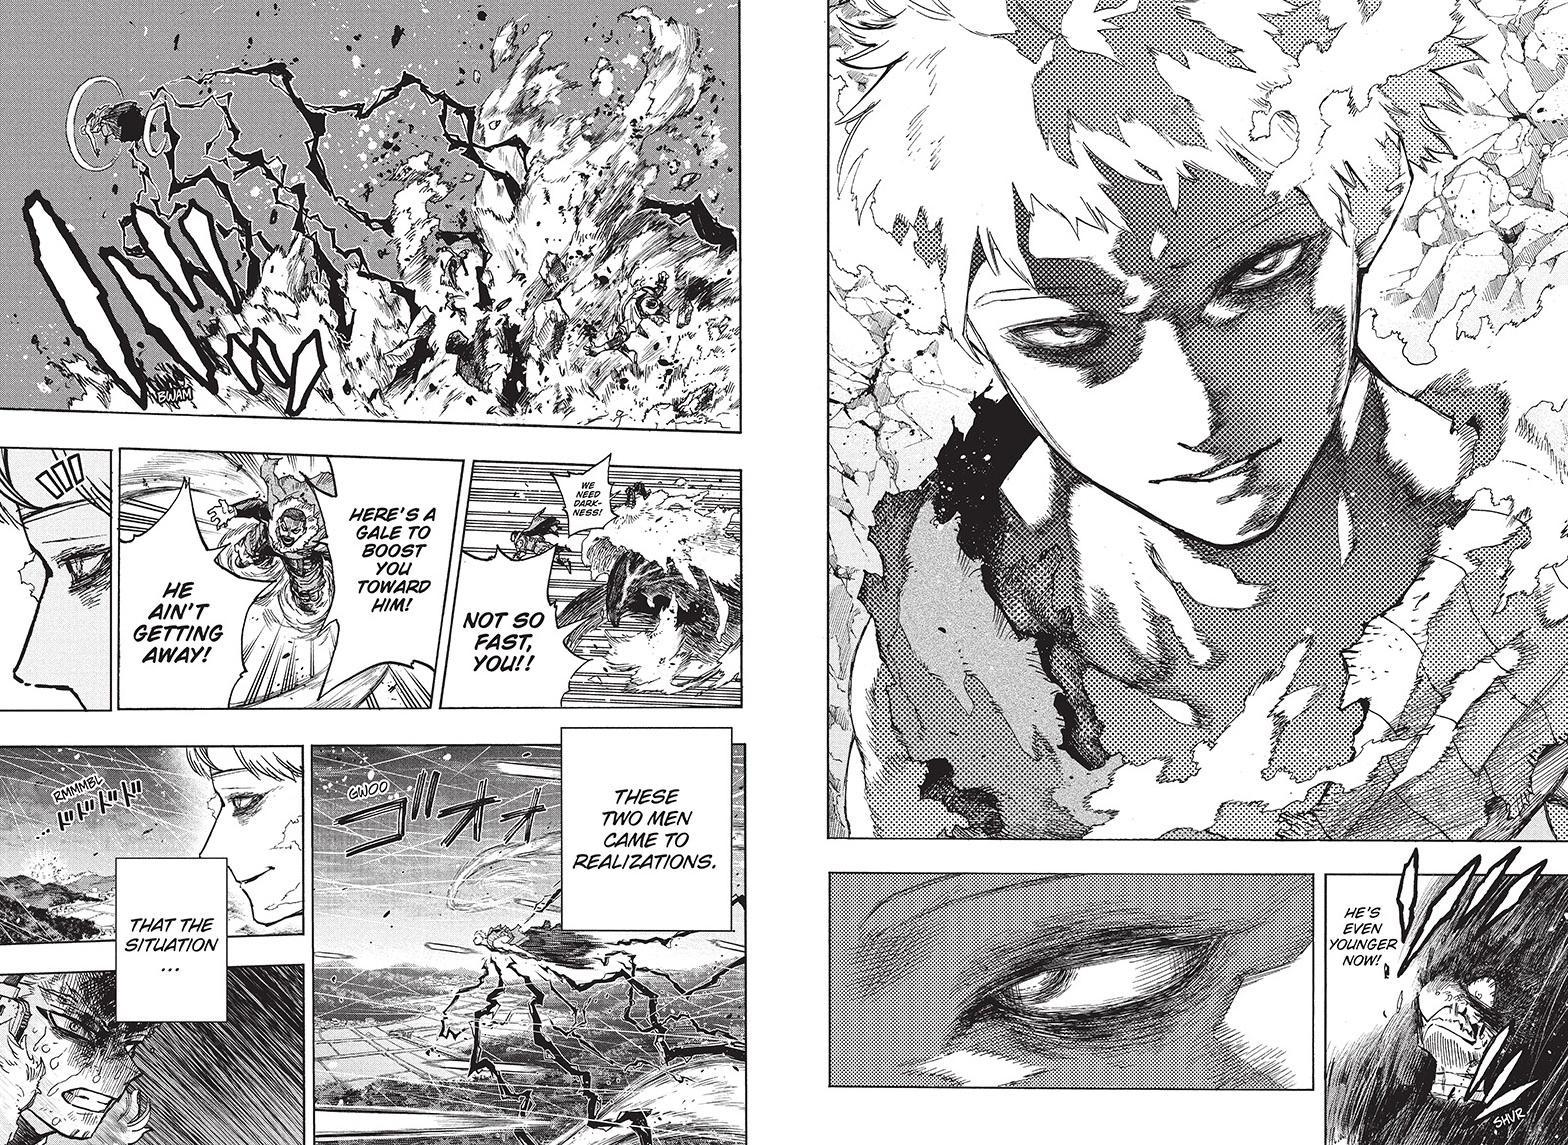 HE'S
EVEN
YOUNGER
NOW!
SHVR
BWAM
WE
NEED
DARK-
NESS!
NOT SO
FAST,
YOU!!
HERE'S A
GALE TO
BOOST
YOU
TOWARD
HIM!
HE
AIN'T
GETTING
AWAY!
THESE
TWO MEN
CAME TO
REALIZATIONS.
GWOO
ゴオォ
RMMMBL
ドドドド…
THAT THE
SITUATION
...